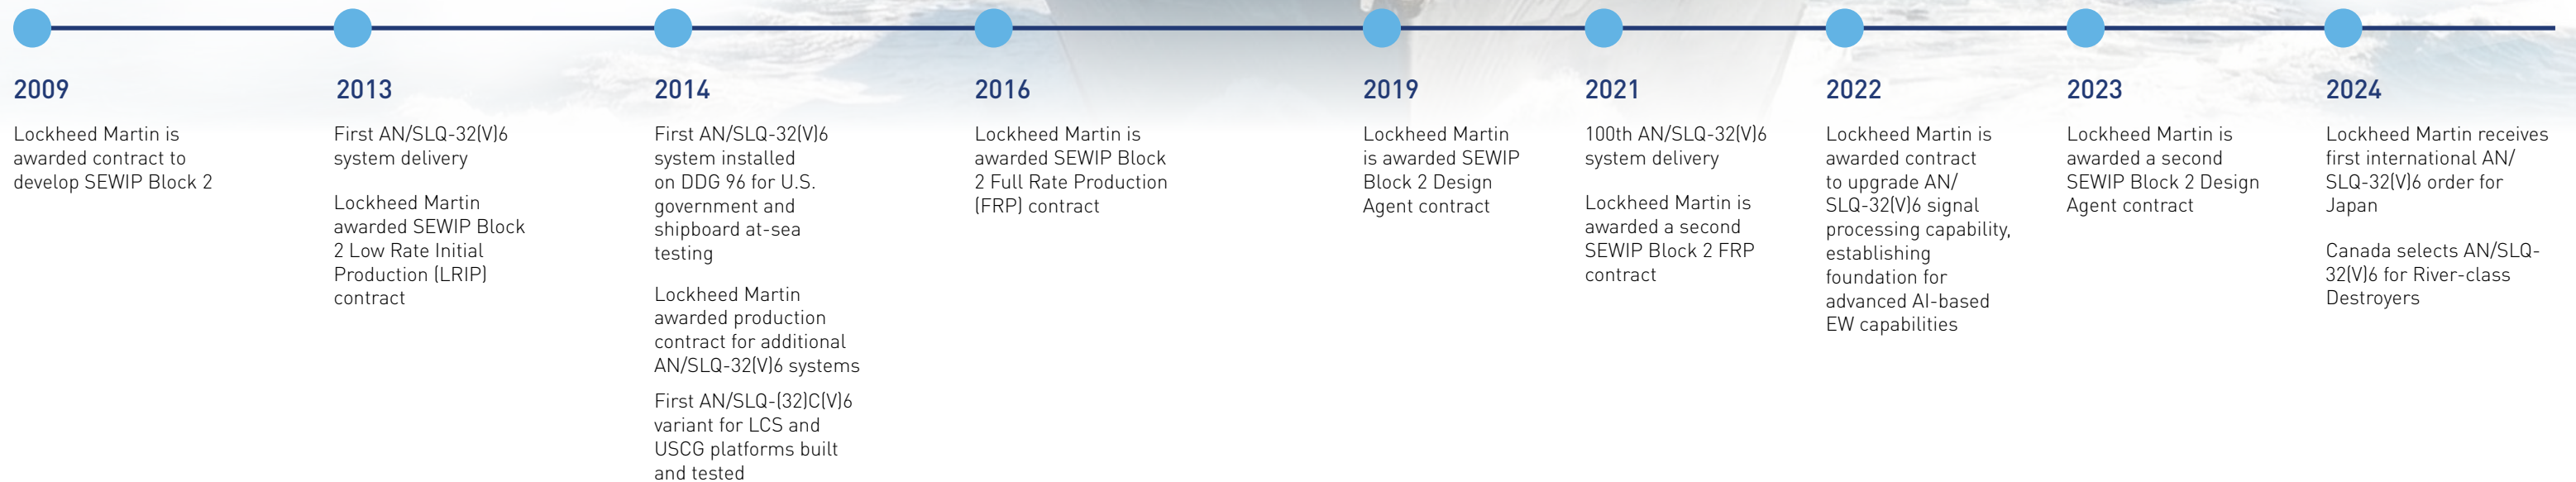 2009
Lockheed Martin is
awarded contract to
develop SEWIP Block 2
2013
First AN/SLQ-32(V)6
system delivery
Lockheed Martin
awarded SEWIP Block
2 Low Rate Initial
Production (LRIP)
contract
2014
First AN/SLQ-32(V)6
system installed
on DDG 96 for U.S.
government and
shipboard at-sea
testing
Lockheed Martin
awarded production
contract for additional
AN/SLQ-32(V)6 systems
First AN/SLQ-(32)C(V)6
variant for LCS and
USCG platforms built
and tested
2016
Lockheed Martin is
awarded SEWIP Block
2 Full Rate Production
(FRP) contract
2019
Lockheed Martin
is awarded SEWIP
Block 2 Design
Agent contract
2021
100th AN/SLQ-32(V)6
system delivery
Lockheed Martin is
awarded a second
SEWIP Block 2 FRP
contract
2022
Lockheed Martin is
awarded contract
to upgrade AN/
SLQ-32(V)6 signal
processing capability,
establishing
foundation for
advanced AI-based
EW capabilities
2023
Lockheed Martin is
awarded a second
SEWIP Block 2 Design
Agent contract
2024
Lockheed Martin receives
first international AN/
SLQ-32(V)6 order for
Japan
Canada selects AN/SLQ-
32(V)6 for River-class
Destroyers